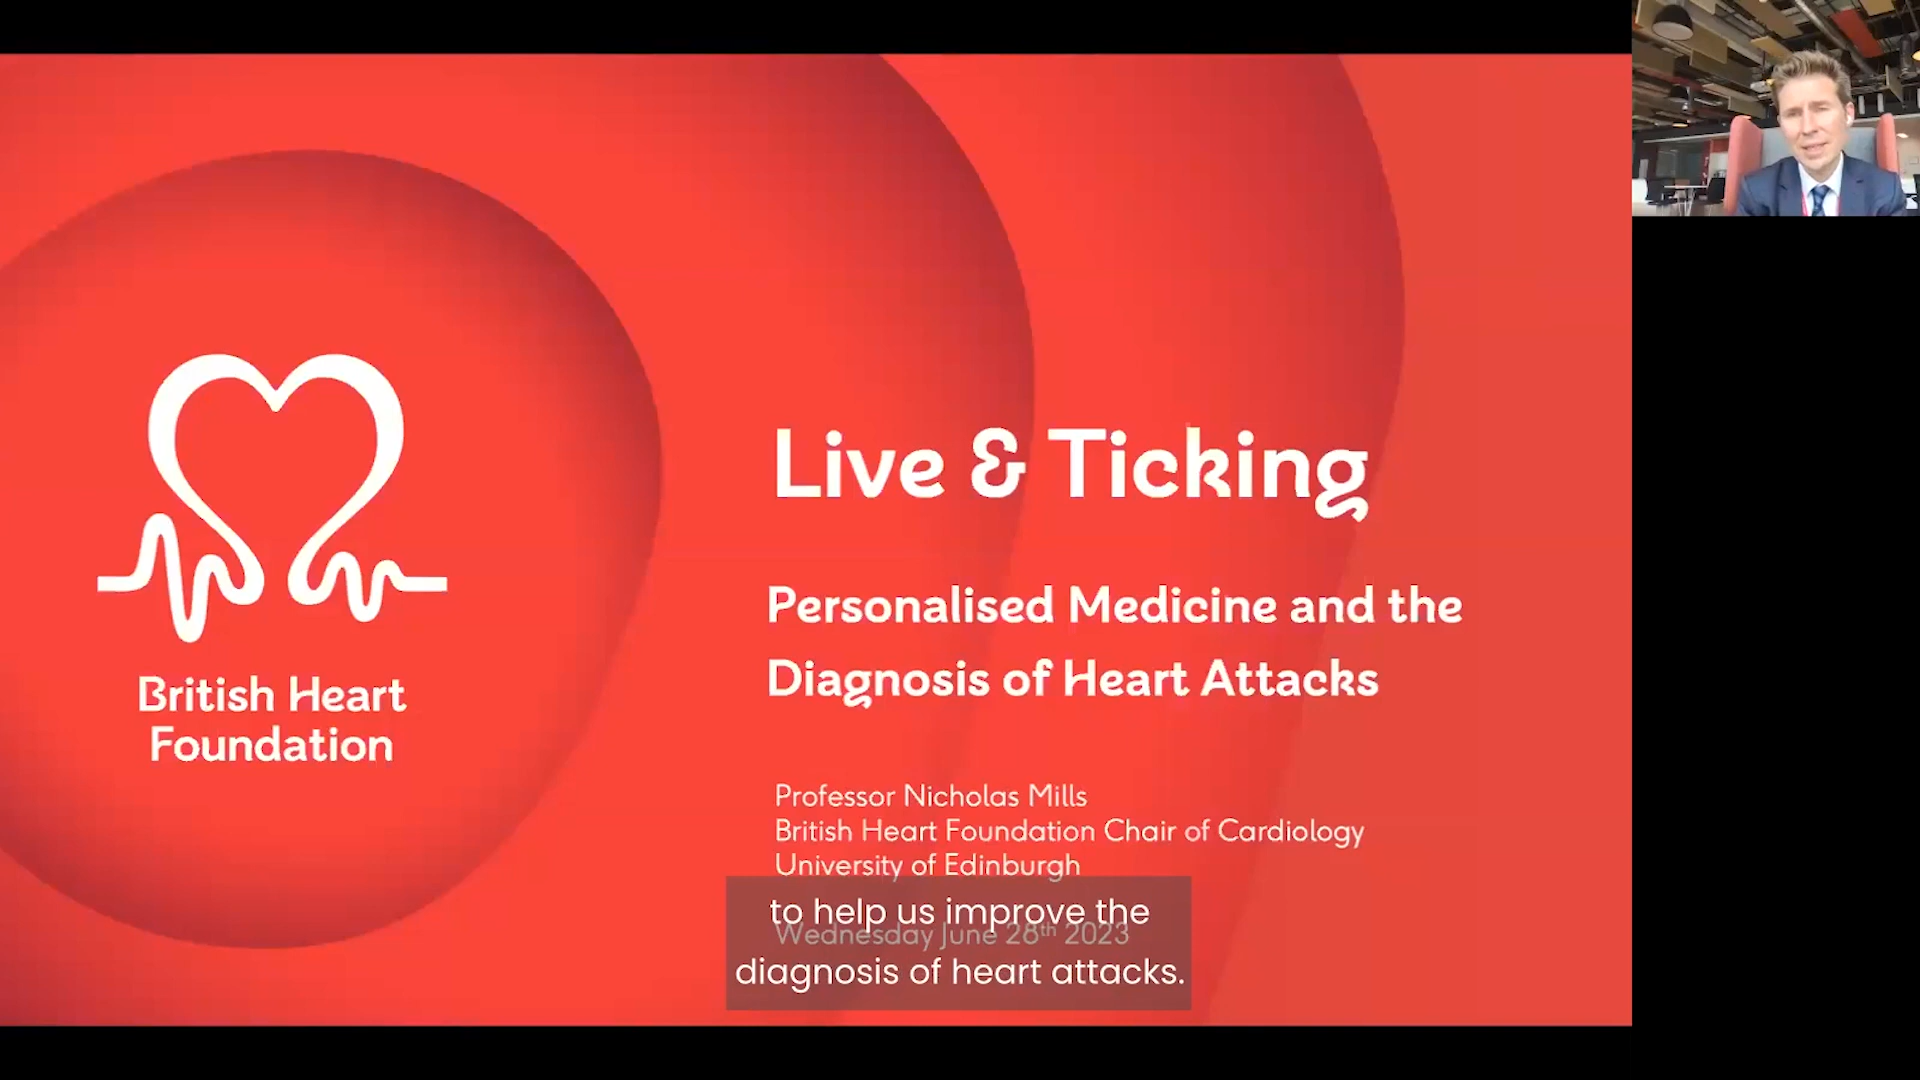 British Heart
Foundation
Live & Ticking
Personalised Medicine and the
Diagnosis of Heart Attacks
Professor Nicholas Mills
British Heart Foundation Chair of Cardiology
University of Edinburgh
Wednesday June 28th 2023
to help us improve the
diagnosis of heart attacks.